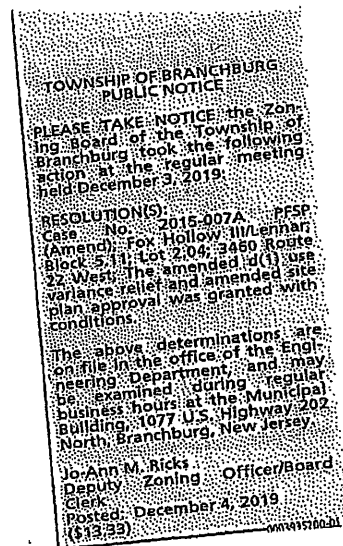 TOWNSHIP OF BRANCHBURG
PUBLIC NOTICE
PLEASE TAKE NOTICE the Zon-
ing Board of the Township of
Branchburg took the following
action at the regular meeting
held December 3, 2019:
RESOLUTION(S):
Case No. 2015-007A PFSP
(Amend); Fox Hollow III/Lennar;
Block 5.11, Lot 2.04; 3460 Route
22 West; The amended d(1) use
variance relief and amended site
plan approval was granted with
conditions.
The above determinations are
on file in the office of the Engi-
neering Department, and may
be examined during regular
business hours at the Municipal
Building, 1077 U.S. Highway 202
North, Branchburg, New Jersey.
Jo-Ann M. Ricks
Deputy Zoning Officer/Board
Clerk
Posted: December 4, 2019
($13.33) 0003935200-01